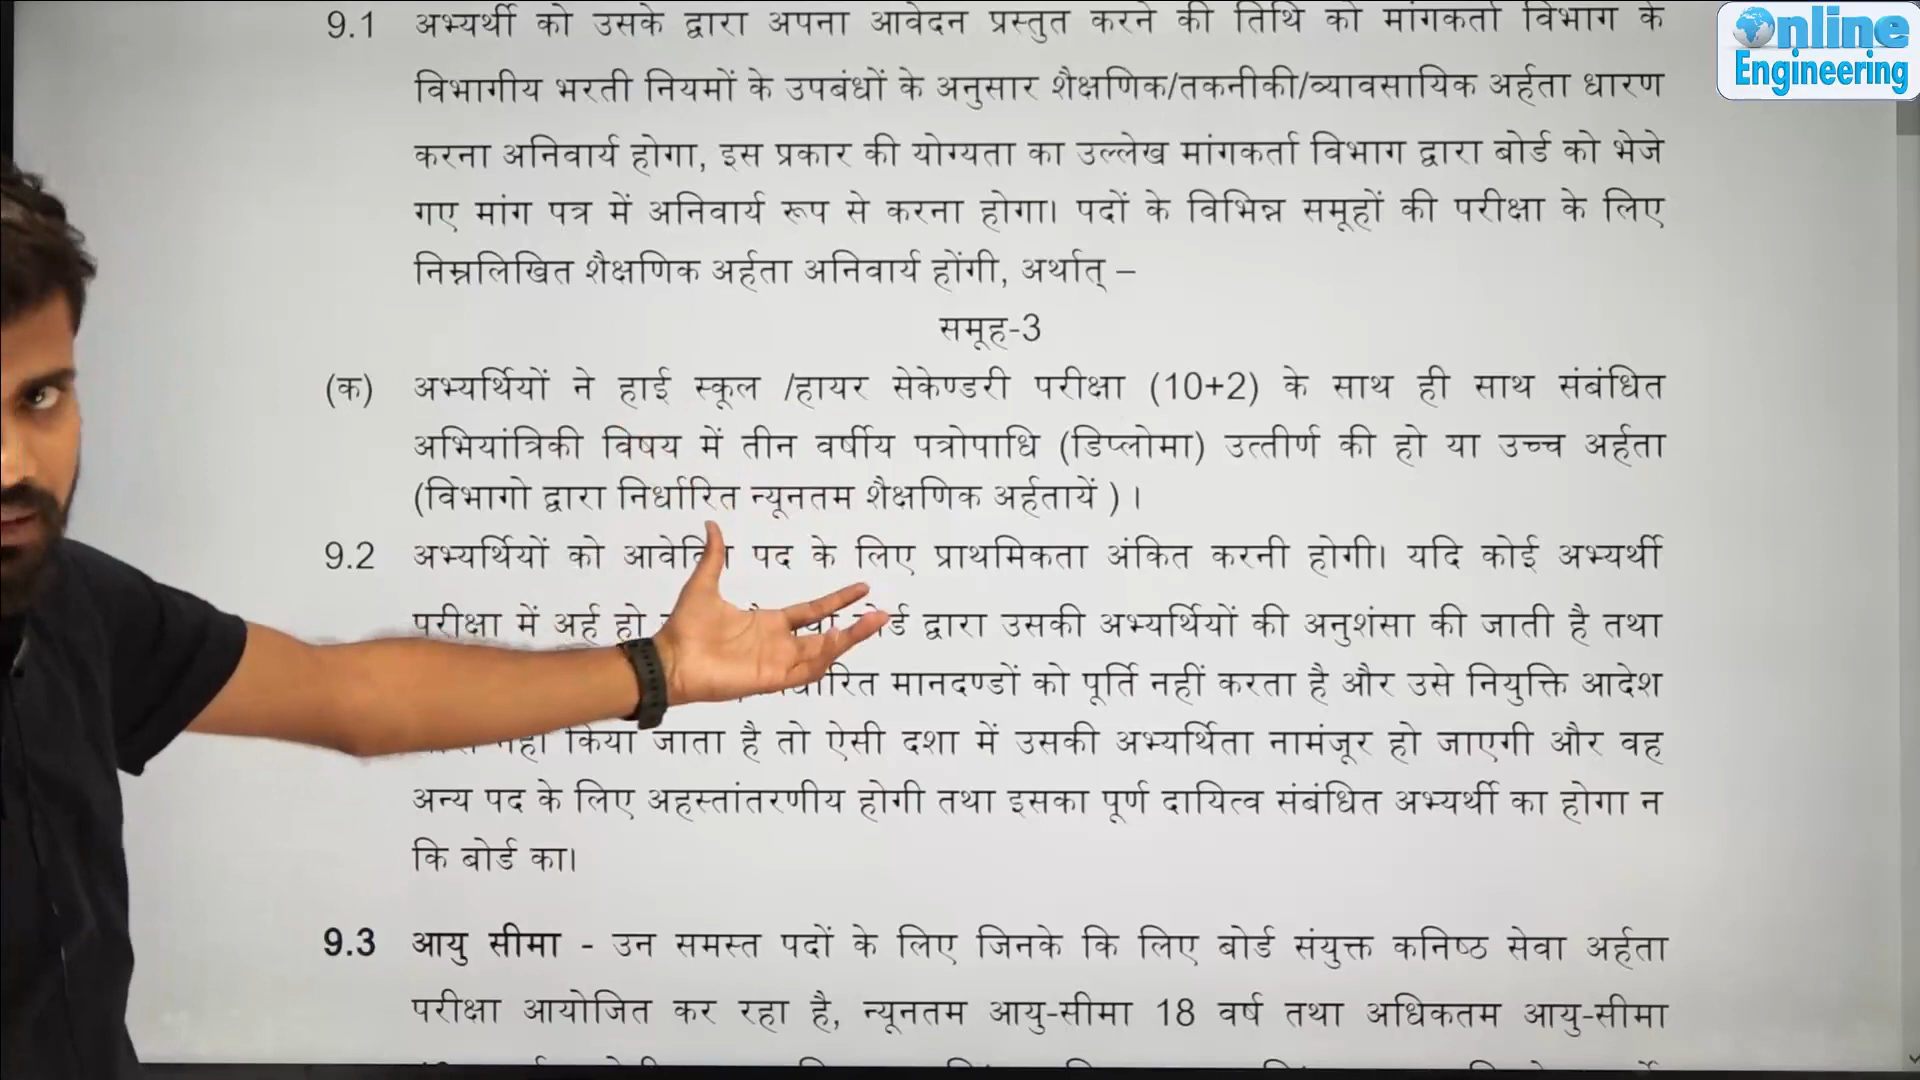 9.1 अभ्यर्थी को उसके द्वारा अपना आवेदन प्रस्तुत करने की तिथि को मांगकर्ता विभाग के
विभागीय भरती नियमों के उपबंधों के अनुसार शैक्षणिक/तकनीकी/व्यावसायिक अर्हता धारण
करना अनिवार्य होगा, इस प्रकार की योग्यता का उल्लेख मांगकर्ता विभाग द्वारा बोर्ड को भेजे
गए मांग पत्र में अनिवार्य रूप से करना होगा। पदों के विभिन्न समूहों की परीक्षा के लिए
निम्नलिखित शैक्षणिक अर्हता अनिवार्य होंगी, अर्थात् –
समूह-3
(क) अभ्यर्थियों ने हाई स्कूल /हायर सेकेण्डरी परीक्षा (10+2) के साथ ही साथ संबंधित
अभियांत्रिकी विषय में तीन वर्षीय पत्रोपाधि (डिप्लोमा) उत्तीर्ण की हो या उच्च अर्हता
(विभागो द्वारा निर्धारित न्यूनतम शैक्षणिक अर्हतायें ) ।
9.2 अभ्यर्थियों को पद के लिए प्राथमिकता अंकित करनी होगी। यदि कोई अभ्यर्थी
परीक्षा में अर्ह हो द्वारा उसकी अभ्यर्थियों की अनुशंसा की जाती है तथा
मानदण्डों को पूर्ति नहीं करता है और उसे नियुक्ति आदेश
किया जाता है तो ऐसी दशा में उसकी अभ्यर्थिता नामंजूर हो जाएगी और वह
अन्य पद के लिए अहस्तांतरणीय होगी तथा इसका पूर्ण दायित्व संबंधित अभ्यर्थी का होगा न
कि बोर्ड का।
9.3 आयु सीमा - उन समस्त पदों के लिए जिनके कि लिए बोर्ड संयुक्त कनिष्ठ सेवा अर्हता
परीक्षा आयोजित कर रहा है, न्यूनतम आयु-सीमा 18 वर्ष तथा अधिकतम आयु-सीमा
Online
Engineering